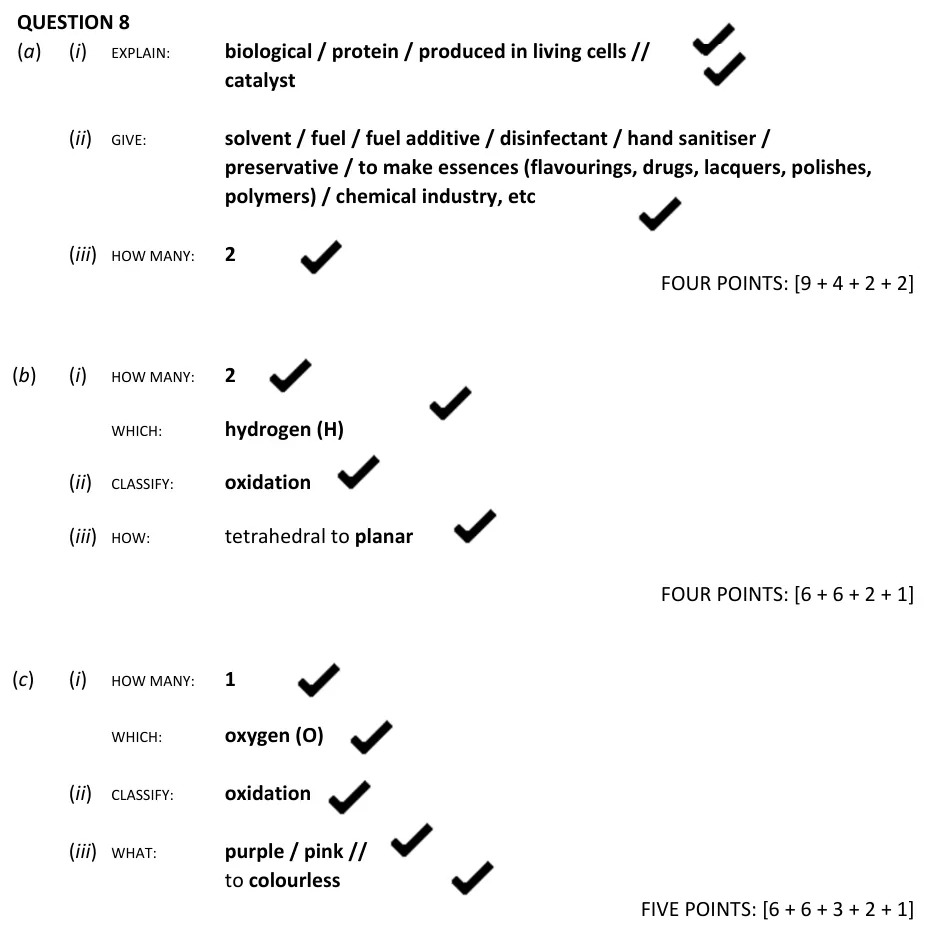 QUESTION 8
(a) (i) EXPLAIN: biological / protein / produced in living cells //
catalyst
(ii) GIVE: solvent / fuel / fuel additive / disinfectant / hand sanitiser /
preservative / to make essences (flavourings, drugs, lacquers, polishes,
polymers) / chemical industry, etc
(iii) HOW MANY: 2
FOUR POINTS: [9 + 4 + 2 + 2]
(b) (i) HOW MANY: 2
WHICH: hydrogen (H)
(ii) CLASSIFY: oxidation
(iii) HOW: tetrahedral to planar
FOUR POINTS: [6 + 6 + 2 + 1]
(c) (i) HOW MANY: 1
WHICH: oxygen (O)
(ii) CLASSIFY: oxidation
(iii) WHAT: purple / pink //
to colourless
FIVE POINTS: [6 + 6 + 3 + 2 + 1]